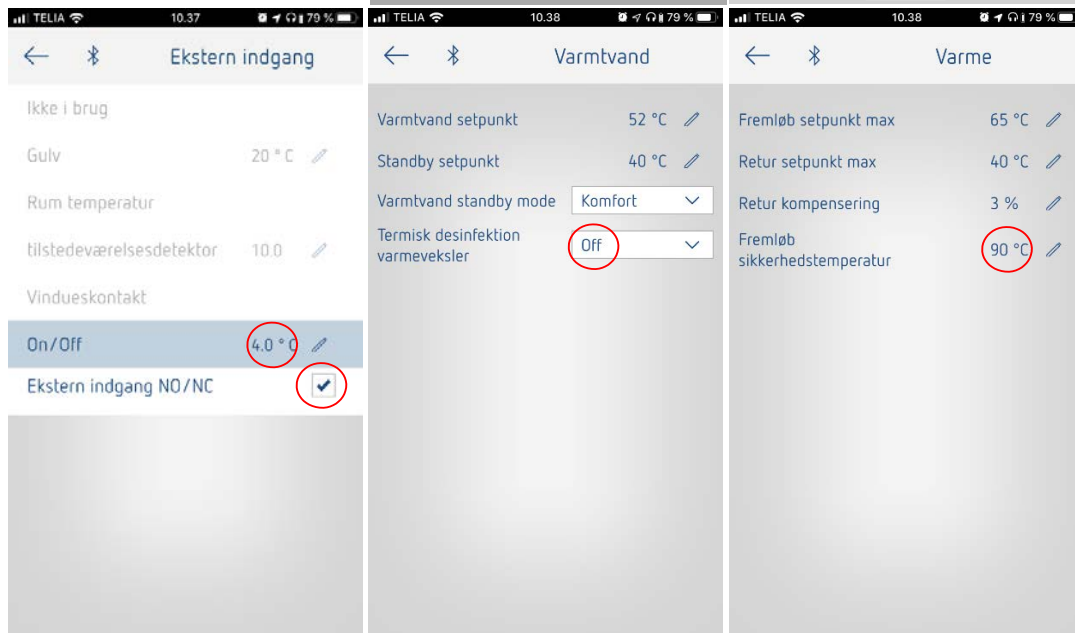 TELIA 10.37 79 %
Ekstern indgang
Ikke i brug
Gulv 20 °C
Rum temperatur
tilstedeværelsesdetektor 10.0
Vindueskontakt
On/Off 4.0 °C
Ekstern indgang NO/NC
TELIA 10.38 79 %
Varmtvand
Varmtvand setpunkt 52 °C
Standby setpunkt 40 °C
Varmtvand standby mode Komfort
Termisk desinfektion
varmeveksler Off
TELIA 10.38 79 %
Varme
Fremløb setpunkt max 65 °C
Retur setpunkt max 40 °C
Retur kompensering 3 %
Fremløb
sikkerhedstemperatur 90 °C